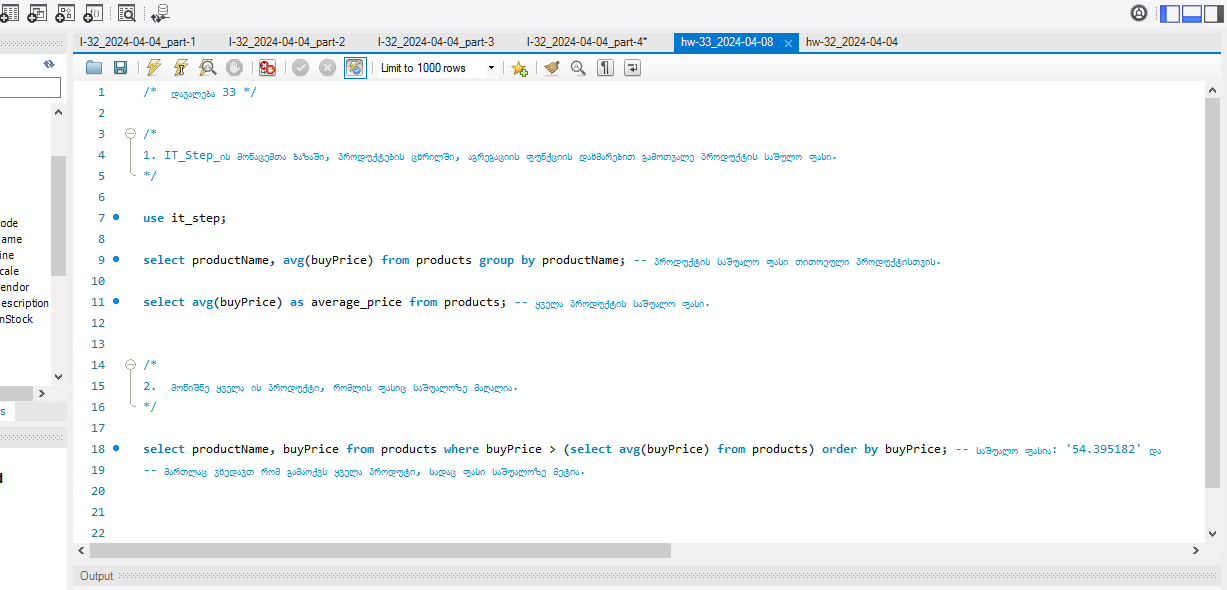 I-32_2024-04-04_part-1 I-32_2024-04-04_part-2 I-32_2024-04-04_part-3 I-32_2024-04-04_part-4* hw-33_2024-04-08 hw-32_2024-04-04
Limit to 1000 rows
ode
ame
ine
cale
endor
escription
nStock
s
1 /* დავალება 33 */
2
3 /*
4 1. IT_Step_ის მონაცემთა ბაზაში, პროდუქტების ცხრილში, აგრეგაციის ფუნქციის დახმარებით გამოთვალე პროდუქტის საშულო ფასი.
5 */
6
7 use it_step;
8
9 select productName, avg(buyPrice) from products group by productName; -- პროდუქტის საშუალო ფასი თითოეული პროდუქტისთვის.
10
11 select avg(buyPrice) as average_price from products; -- ყველა პროდუქტის საშუალო ფასი.
12
13
14 /*
15 2. მონიშნე ყველა ის პროდუქტი, რომლის ფასიც საშუალოზე მაღალია.
16 */
17
18 select productName, buyPrice from products where buyPrice > (select avg(buyPrice) from products) order by buyPrice; -- საშუალო ფასია: '54.395182' და
19 -- მართლაც ვხედავთ რომ გამოაქვს ყველა პროდუტი, სადაც ფასი საშუალოზე მეტია.
20
21
22
Output